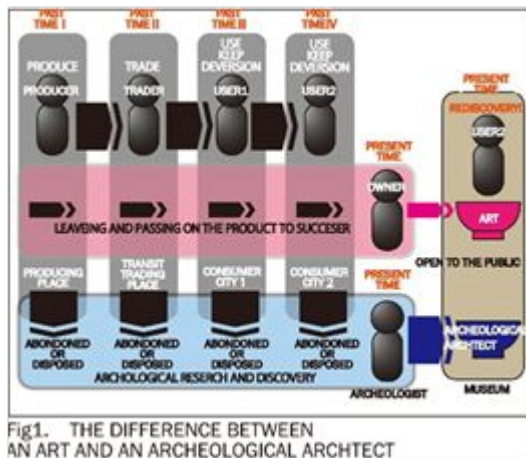 PAST
TIME I
PAST
TIME II
PAST
TIME III
PAST
TIME IV
PRODUCE
TRADE
USE
KEEP
DEVERSION
USE
KEEP
DEVERSION
PRODUCER
TRADER
USER1
USER2
PRESENT
TIME
REDISCOVERY!
USER2
PRESENT
TIME
OWNER
ART
LEAVEING AND PASSING ON THE PRODUCT TO SUCCESER
OPEN TO THE PUBLIC
PRODUCING
PLACE
TRANSIT
TRADING
PLACE
CONSUMER
CITY 1
CONSUMER
CITY 2
PRESENT
TIME
ABONDONED
OR
DISPOSED
ABONDONED
OR
DISPOSED
ABONDONED
OR
DISPOSED
ABONDONED
OR
DISPOSED
ARCHOLOGICAL RESERCH AND DISCOVERY
ARCHEOLOGIST
ARCHEOLOGICAL
ARCHTECT
MUSEUM
Fig1. THE DIFFERENCE BETWEEN
AN ART AND AN ARCHEOLOGICAL ARCHTECT